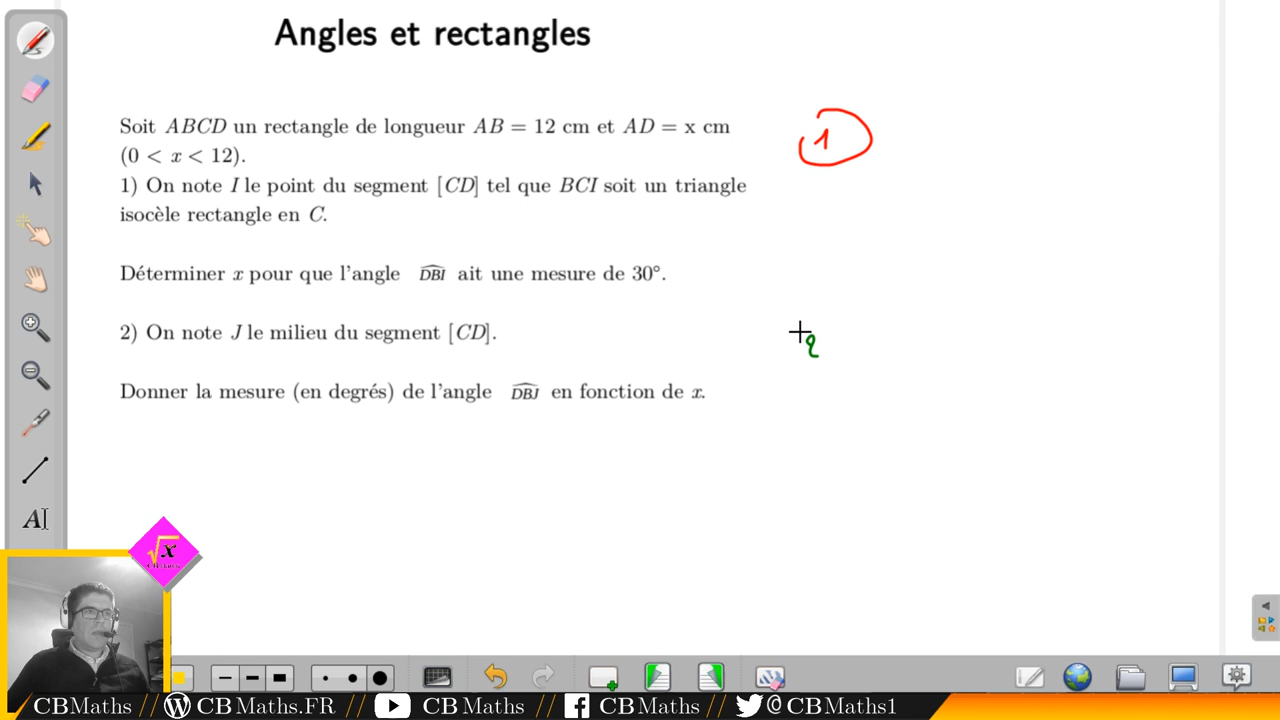 Angles et rectangles
Soit ABCD un rectangle de longueur AB = 12 cm et AD = x cm
(0 < x < 12).
1) On note I le point du segment [CD] tel que BCI soit un triangle
isocèle rectangle en C.
Déterminer x pour que l'angle DBI ait une mesure de 30°.
2) On note J le milieu du segment [CD].
Donner la mesure (en degrés) de l'angle DBJ en fonction de x.
1
AI
√x
CBMaths // CBMaths.FR // CBMaths // CBMaths // @CBMaths1